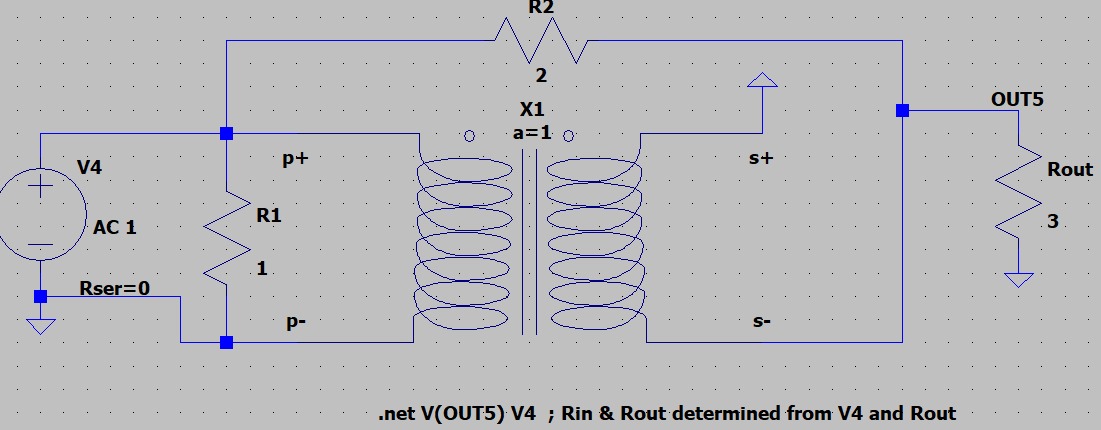 R2
2
X1
a=1
OUT5
p+
s+
V4
Rout
AC 1
R1
3
1
Rser=0
p-
s-
.net V(OUT5) V4 ; Rin & Rout determined from V4 and Rout